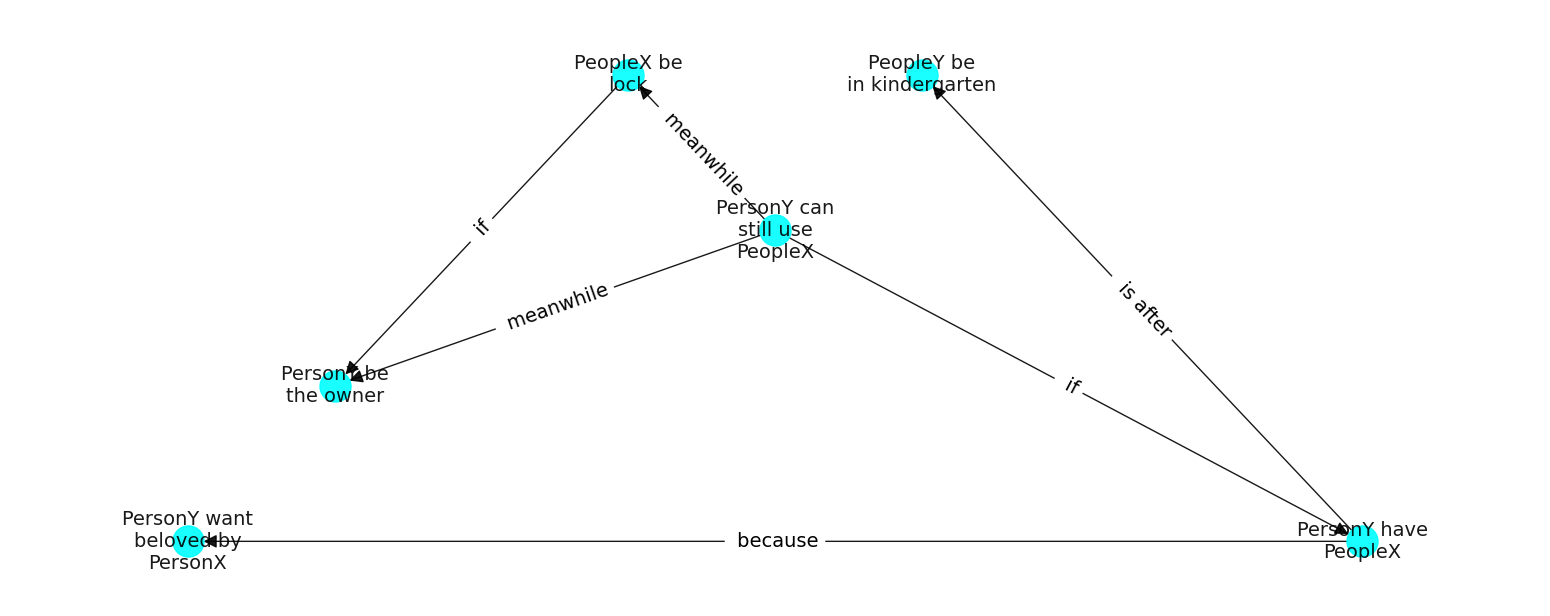 PeopleX be
lock
PeopleY be
in kindergarten
meanwhile
PersonY can
still use
PeopleX
if
meanwhile
is after
PersonY be
the owner
if
PersonY want
beloved by
PersonX
because
PersonY have
PeopleX